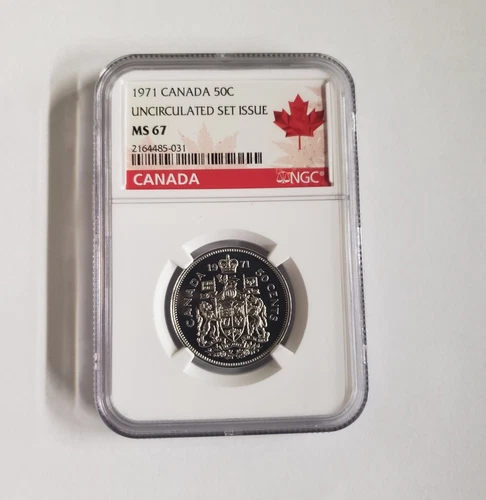 1971 CANADA 50C
UNCIRCULATED SET ISSUE
MS 67
2164485-031
CANADA
NGC
19 71
CANADA
50 CENTS